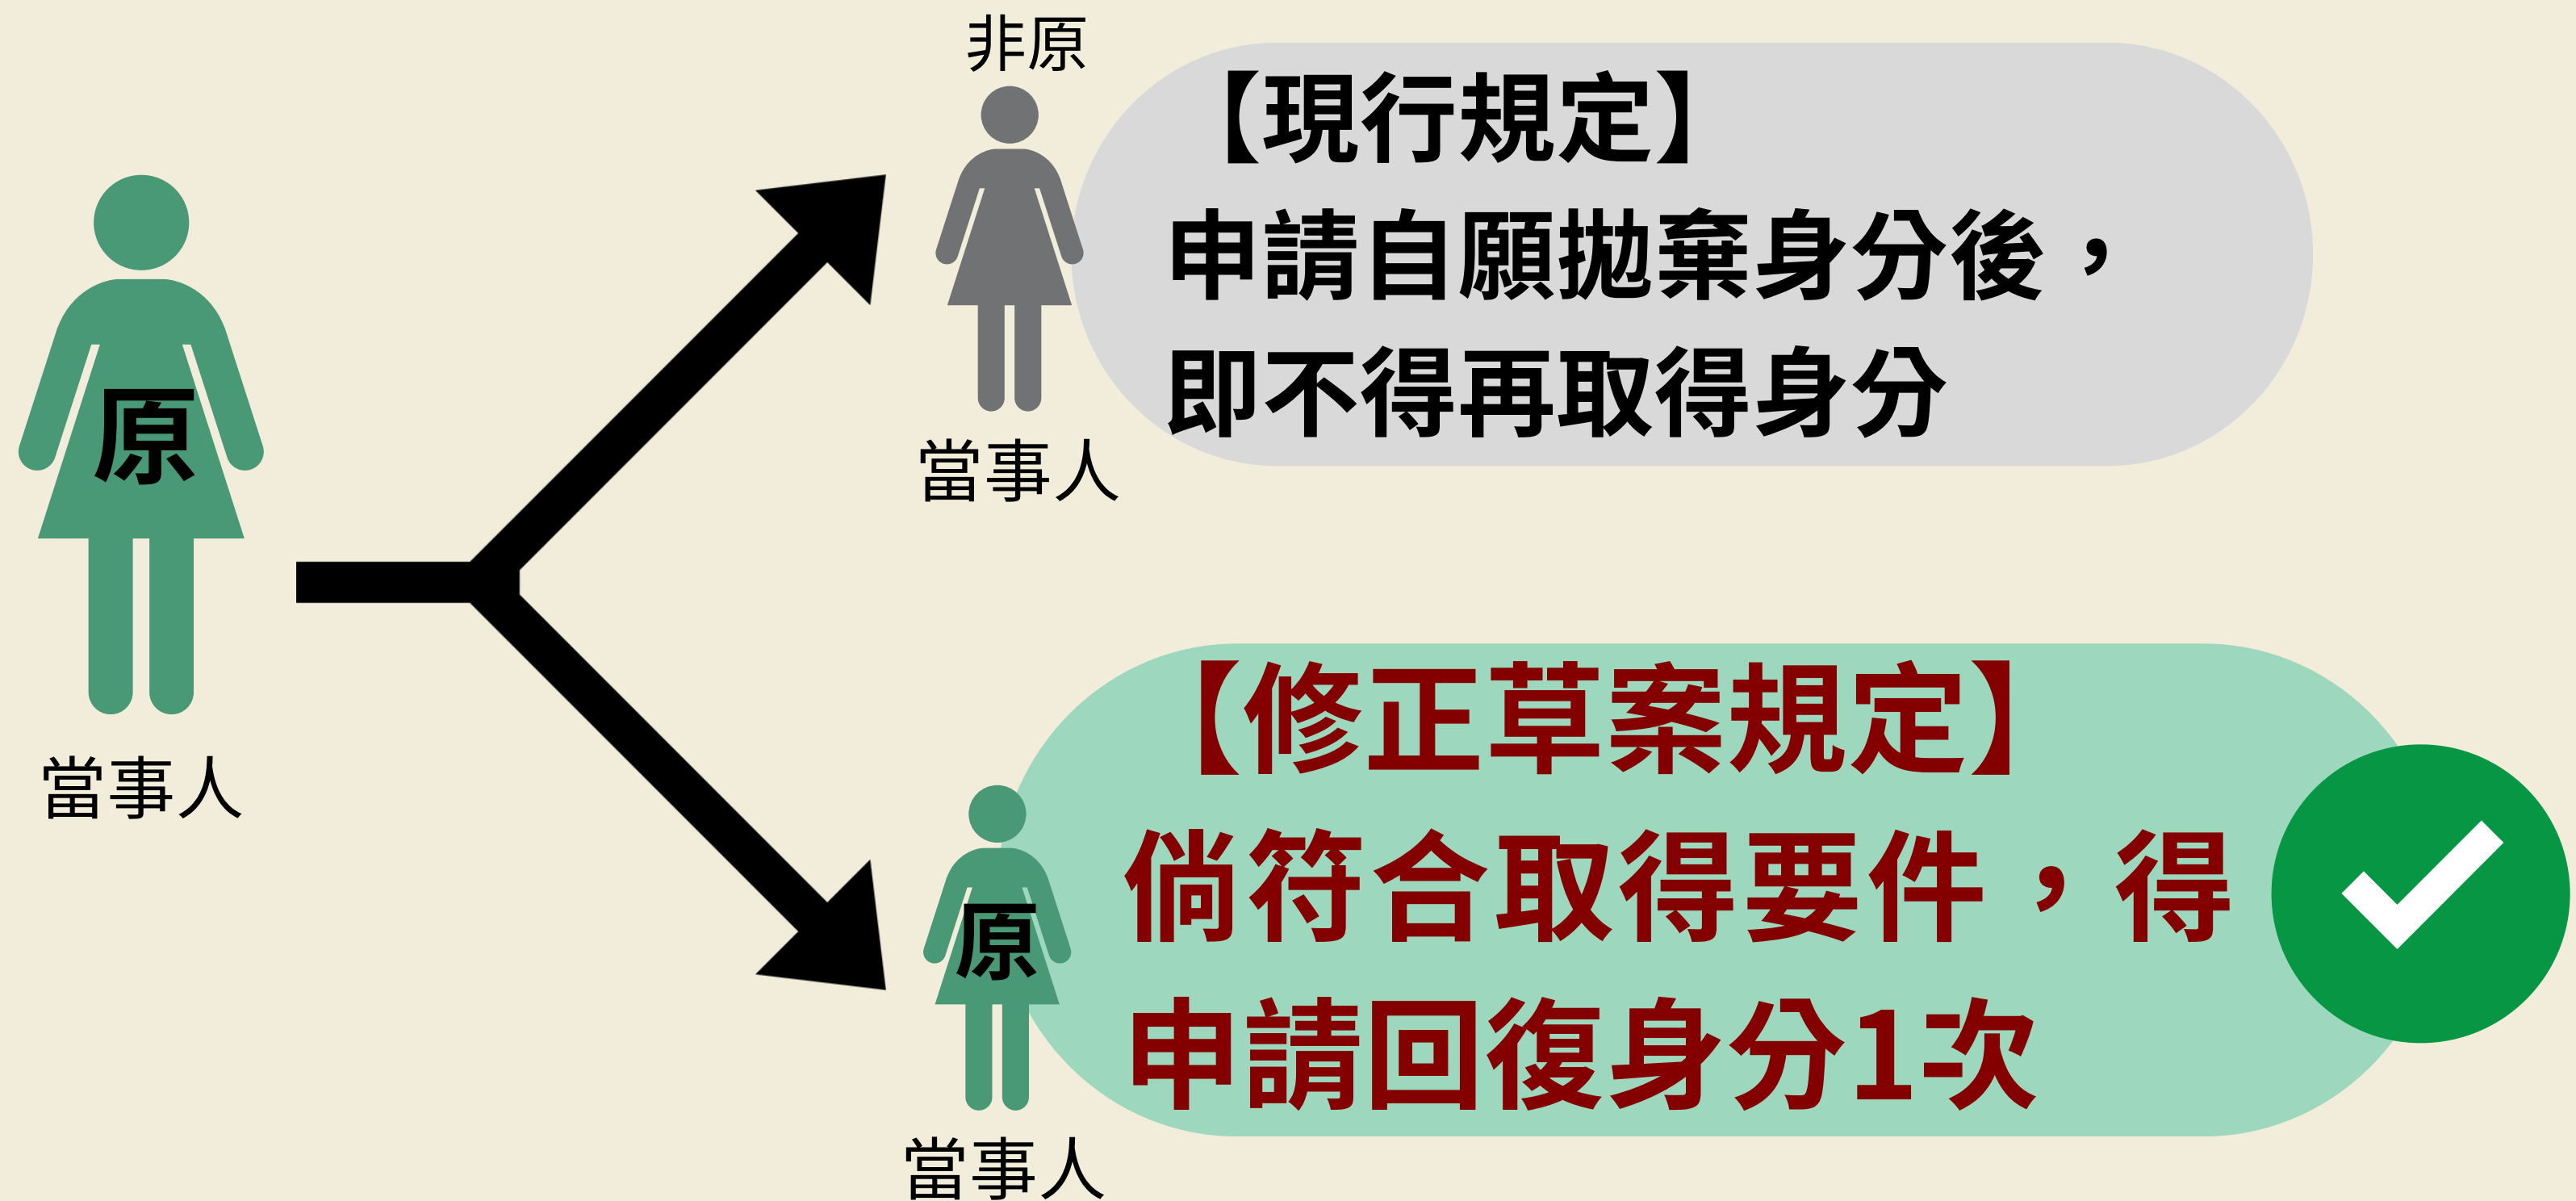 原
當事人
非原
當事人
【現行規定】
申請自願拋棄身分後，
即不得再取得身分
原
當事人
【修正草案規定】
倘符合取得要件，得
申請回復身分1次